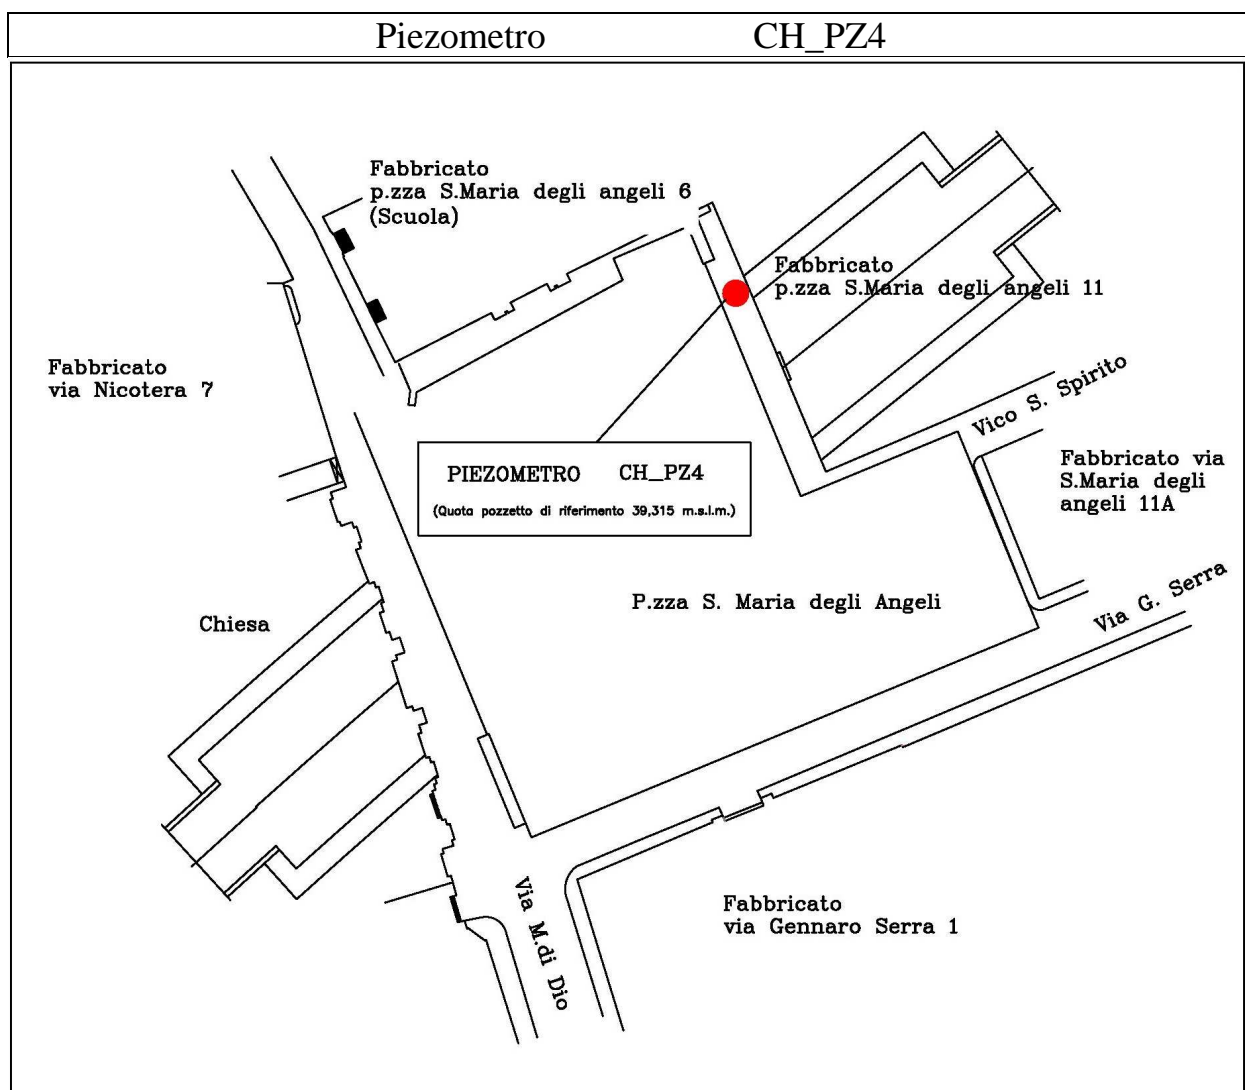 Piezometro CH_PZ4
Fabbricato
p.zza S.Maria degli angeli 6
(Scuola)
Fabbricato
p.zza S.Maria degli angeli 11
Fabbricato
via Nicotera 7
Vico S. Spirito
PIEZOMETRO CH_PZ4
(Quota pozzetto di riferimento 39,315 m.s.l.m.)
Fabbricato via
S.Maria degli
angeli 11A
P.zza S. Maria degli Angeli
Via G. Serra
Chiesa
Via M.di Dio
Fabbricato
via Gennaro Serra 1